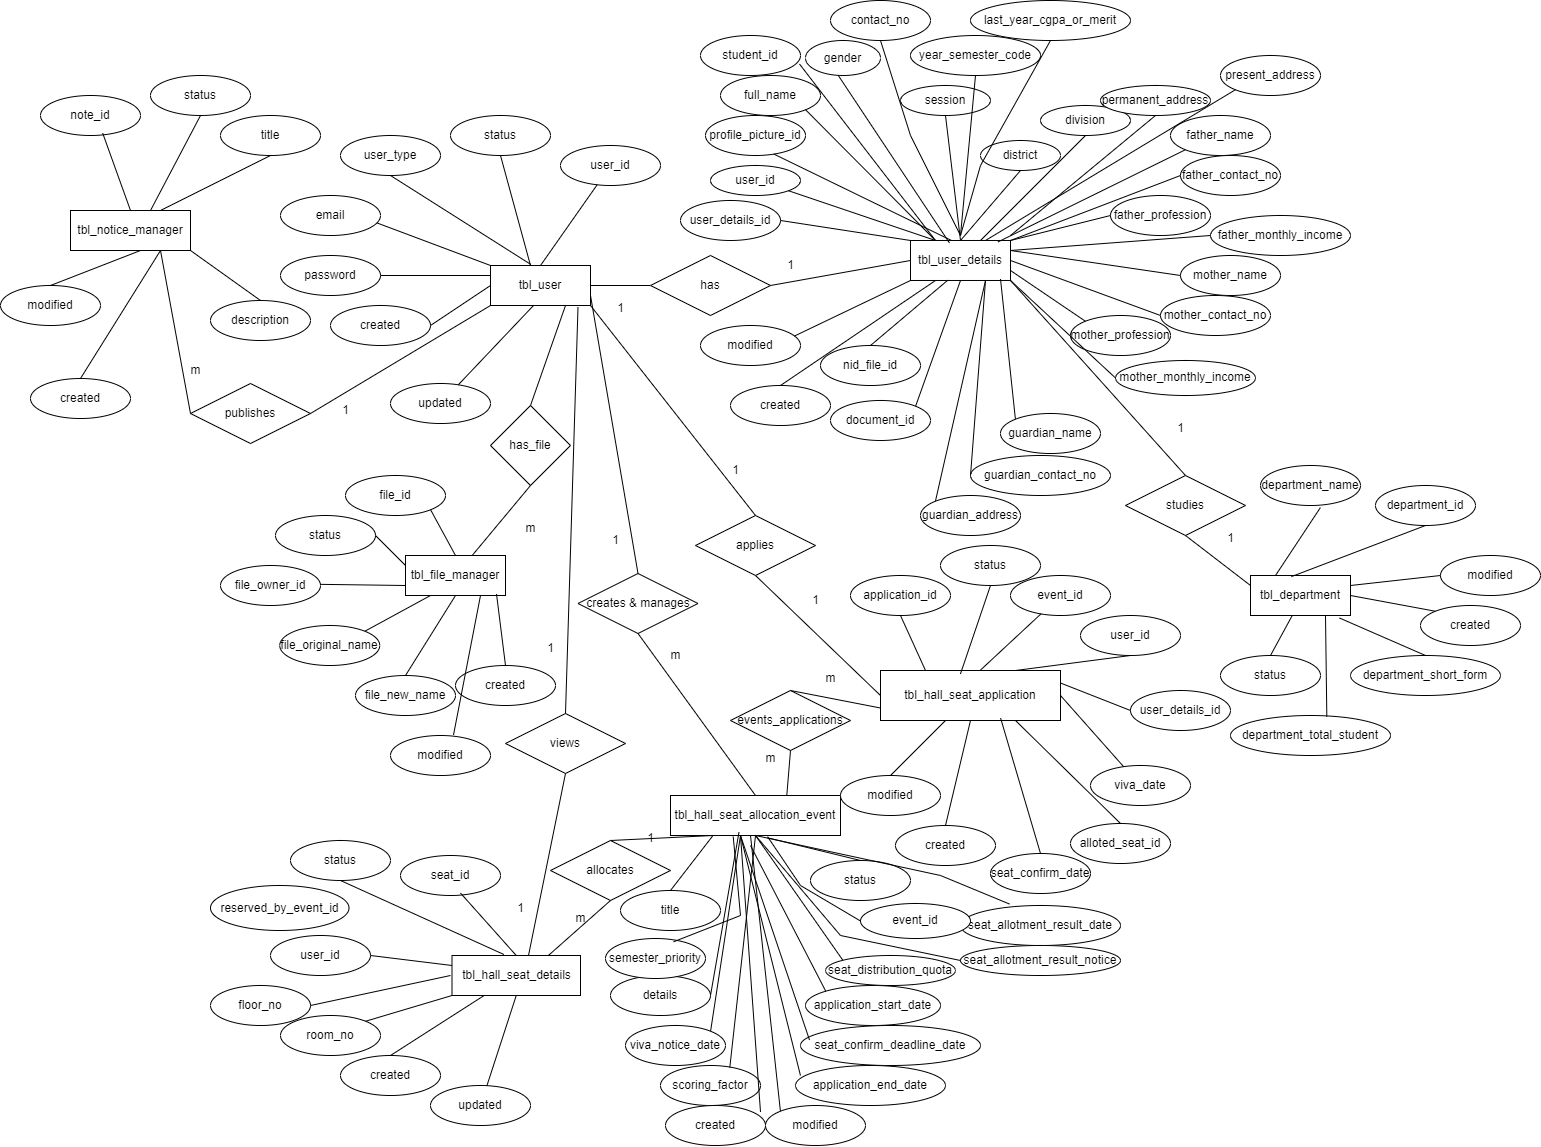 contact_no
last_year_cgpa_or_merit
student_id
gender
year_semester_code
present_address
status
note_id
full_name
session
permanent_address
title
user_type
status
user_id
profile_picture_id
division
father_name
district
father_contact_no
user_id
email
user_details_id
father_profession
father_monthly_income
tbl_notice_manager
tbl_user_details
password
tbl_user
has
1
mother_name
modified
description
created
1
mother_contact_no
mother_profession
modified
nid_file_id
m
mother_monthly_income
created
publishes
1
updated
created
document_id
guardian_name
1
has_file
1
guardian_contact_no
department_name
file_id
department_id
studies
guardian_address
m
status
1
1
applies
status
tbl_file_manager
modified
file_owner_id
application_id
event_id
tbl_department
1
creates & manages
created
file_original_name
user_id
1
m
status
department_short_form
m
file_new_name
created
tbl_hall_seat_application
user_details_id
events_applications
department_total_student
views
modified
m
viva_date
modified
tbl_hall_seat_allocation_event
1
created
alloted_seat_id
status
seat_id
allocates
status
seat_confirm_date
reserved_by_event_id
1
m
title
event_id
seat_allotment_result_date
user_id
semester_priority
seat_allotment_result_notice
tbl_hall_seat_details
seat_distribution_quota
details
floor_no
application_start_date
room_no
viva_notice_date
seat_confirm_deadline_date
created
scoring_factor
application_end_date
updated
created
modified